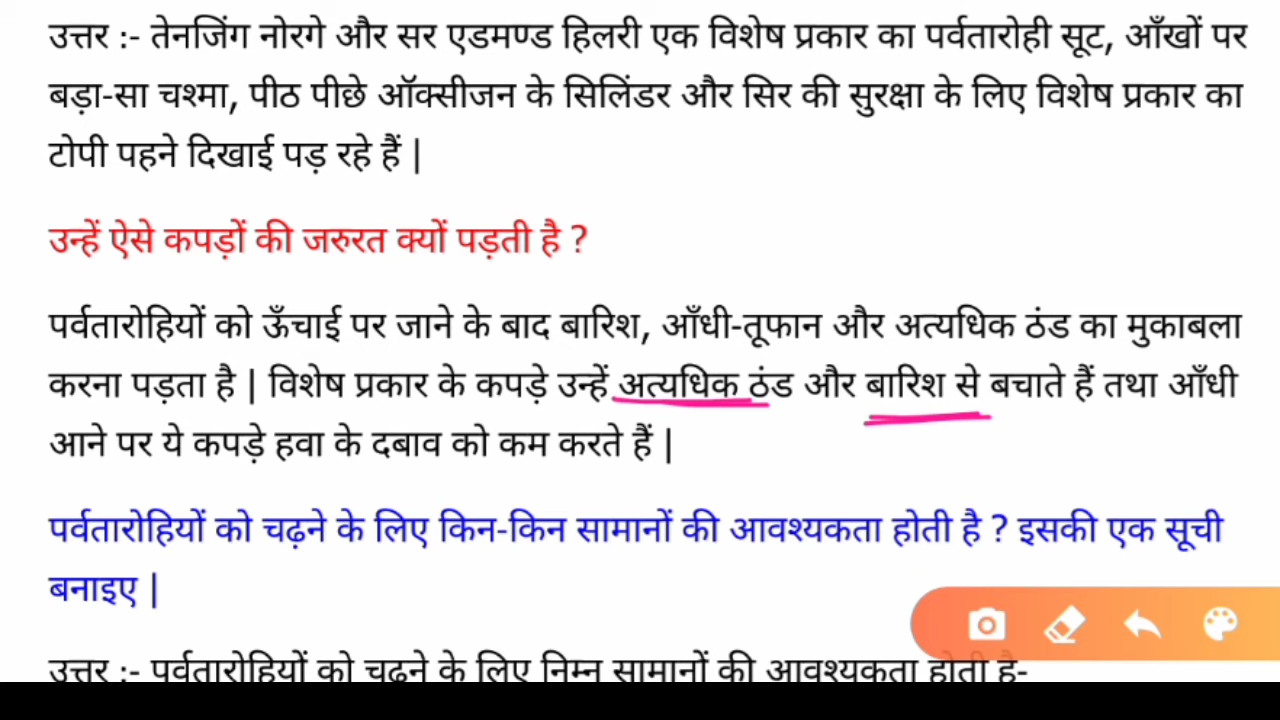 उत्तर :- तेनजिंग नोरगे और सर एडमण्ड हिलरी एक विशेष प्रकार का पर्वतारोही सूट, आँखों पर
बड़ा-सा चश्मा, पीठ पीछे ऑक्सीजन के सिलिंडर और सिर की सुरक्षा के लिए विशेष प्रकार का
टोपी पहने दिखाई पड़ रहे हैं |
उन्हें ऐसे कपड़ों की जरुरत क्यों पड़ती है ?
पर्वतारोहियों को ऊँचाई पर जाने के बाद बारिश, आँधी-तूफान और अत्यधिक ठंड का मुकाबला
करना पड़ता है | विशेष प्रकार के कपड़े उन्हें अत्यधिक ठंड और बारिश से बचाते हैं तथा आँधी
आने पर ये कपड़े हवा के दबाव को कम करते हैं |
पर्वतारोहियों को चढ़ने के लिए किन-किन सामानों की आवश्यकता होती है ? इसकी एक सूची
बनाइए |
उत्तर :- पर्वतारोहियों को चढ़ने के लिए निम्न सामानों की आवश्यकता होती है-